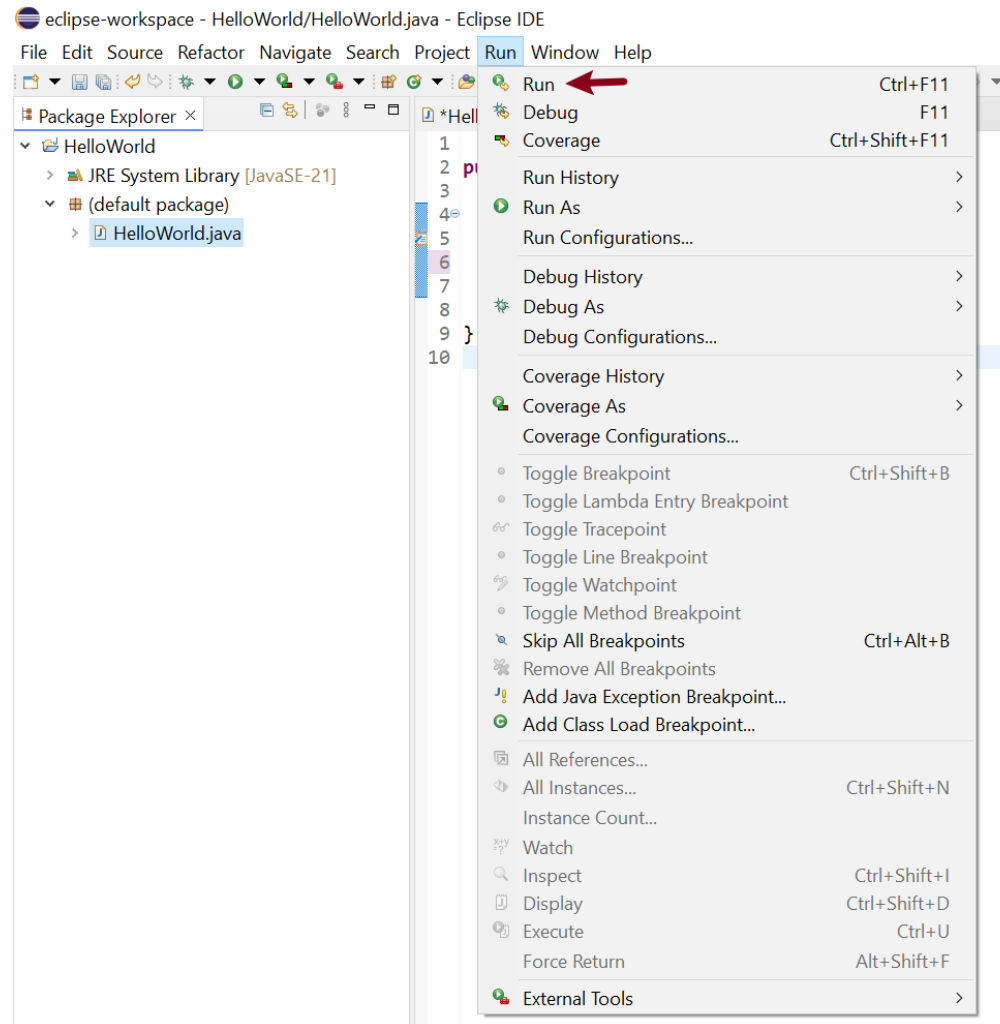 eclipse-workspace - HelloWorld/HelloWorld.java - Eclipse IDE
File Edit Source Refactor Navigate Search Project Run Window Help
Package Explorer
HelloWorld
JRE System Library [JavaSE-21]
(default package)
HelloWorld.java
*Hel
1
2 pu
3
4
5
6
7
8
9 }
10
Run Ctrl+F11
Debug F11
Coverage Ctrl+Shift+F11
Run History
Run As
Run Configurations...
Debug History
Debug As
Debug Configurations...
Coverage History
Coverage As
Coverage Configurations...
Toggle Breakpoint Ctrl+Shift+B
Toggle Lambda Entry Breakpoint
Toggle Tracepoint
Toggle Line Breakpoint
Toggle Watchpoint
Toggle Method Breakpoint
Skip All Breakpoints Ctrl+Alt+B
Remove All Breakpoints
Add Java Exception Breakpoint...
Add Class Load Breakpoint...
All References...
All Instances... Ctrl+Shift+N
Instance Count...
Watch
Inspect Ctrl+Shift+I
Display Ctrl+Shift+D
Execute Ctrl+U
Force Return Alt+Shift+F
External Tools